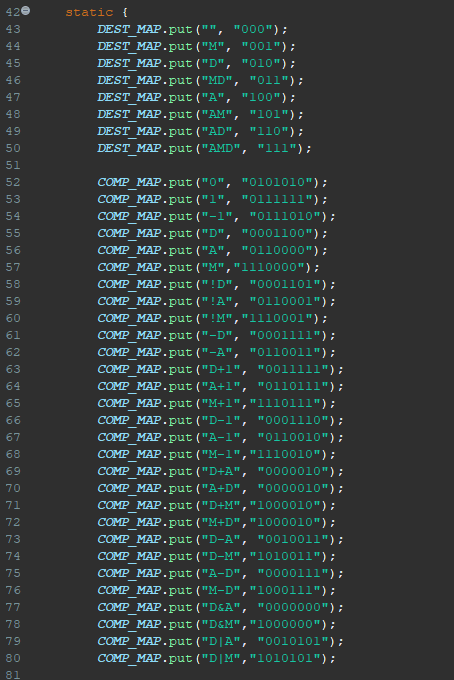 42 static {
43 DEST_MAP.put("", "000");
44 DEST_MAP.put("M", "001");
45 DEST_MAP.put("D", "010");
46 DEST_MAP.put("MD", "011");
47 DEST_MAP.put("A", "100");
48 DEST_MAP.put("AM", "101");
49 DEST_MAP.put("AD", "110");
50 DEST_MAP.put("AMD", "111");
51
52 COMP_MAP.put("0", "0101010");
53 COMP_MAP.put("1", "0111111");
54 COMP_MAP.put("-1", "0111010");
55 COMP_MAP.put("D", "0001100");
56 COMP_MAP.put("A", "0110000");
57 COMP_MAP.put("M","1110000");
58 COMP_MAP.put("!D", "0001101");
59 COMP_MAP.put("!A", "0110001");
60 COMP_MAP.put("!M","1110001");
61 COMP_MAP.put("-D", "0001111");
62 COMP_MAP.put("-A", "0110011");
63 COMP_MAP.put("D+1", "0011111");
64 COMP_MAP.put("A+1", "0110111");
65 COMP_MAP.put("M+1","1110111");
66 COMP_MAP.put("D-1", "0001110");
67 COMP_MAP.put("A-1", "0110010");
68 COMP_MAP.put("M-1","1110010");
69 COMP_MAP.put("D+A", "0000010");
70 COMP_MAP.put("A+D", "0000010");
71 COMP_MAP.put("D+M","1000010");
72 COMP_MAP.put("M+D","1000010");
73 COMP_MAP.put("D-A", "0010011");
74 COMP_MAP.put("D-M","1010011");
75 COMP_MAP.put("A-D", "0000111");
76 COMP_MAP.put("M-D","1000111");
77 COMP_MAP.put("D&A", "0000000");
78 COMP_MAP.put("D&M","1000000");
79 COMP_MAP.put("D|A", "0010101");
80 COMP_MAP.put("D|M","1010101");
81